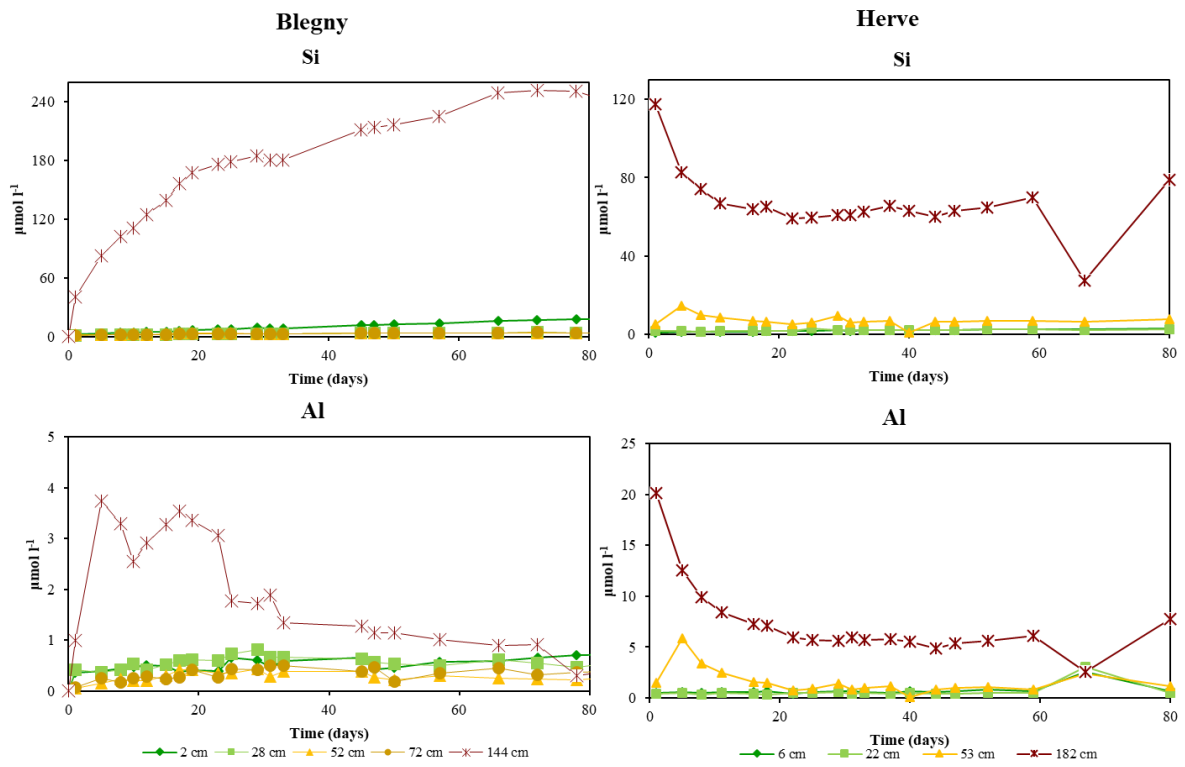 Blegny
Si
240
180
120
60
0
µmol l-1
0 20 40 60 80
Time (days)
Herve
Si
120
80
40
0
µmol l-1
0 20 40 60 80
Time (days)
Al
5
4
3
2
1
0
µmol l-1
0 20 40 60 80
Time (days)
2 cm 28 cm 52 cm 72 cm 144 cm
Al
25
20
15
10
5
0
µmol l-1
0 20 40 60 80
Time (days)
6 cm 22 cm 53 cm 182 cm